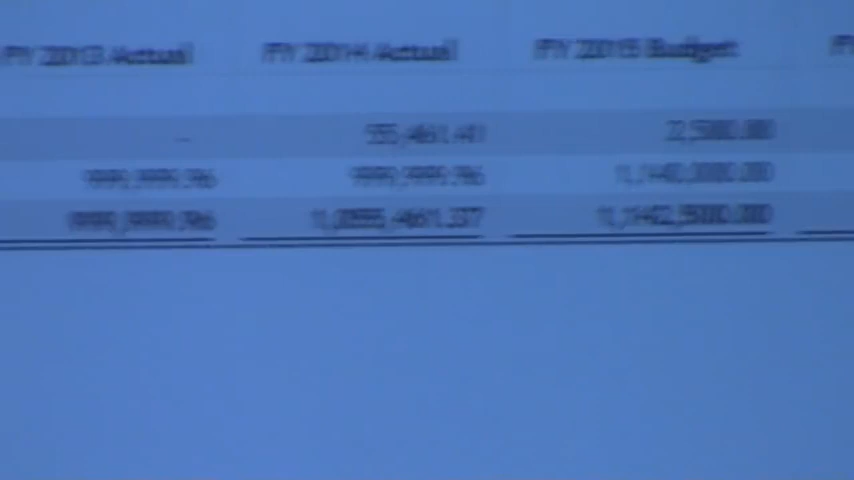 FY 2013 Actual FY 2014 Actual FY 2015 Budget
- 55,461.41 2,500.00
999,999.96 999,999.96 1,140,000.00
999,999.96 1,055,461.37 1,142,500.00